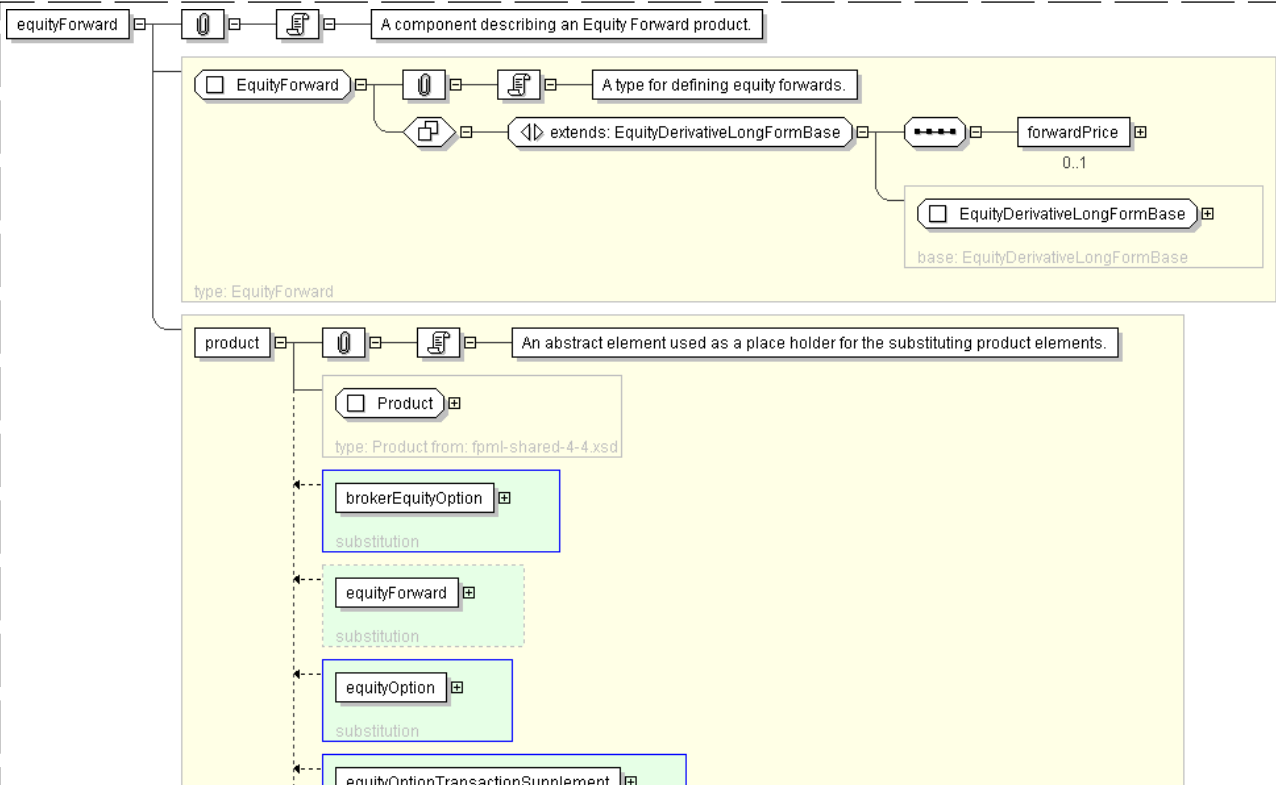 equityForward
A component describing an Equity Forward product.
EquityForward
A type for defining equity forwards.
extends: EquityDerivativeLongFormBase
forwardPrice
0..1
EquityDerivativeLongFormBase
base: EquityDerivativeLongFormBase
type: EquityForward
product
An abstract element used as a place holder for the substituting product elements.
Product
type: Product from: fpml-shared-4-4.xsd
brokerEquityOption
substitution
equityForward
substitution
equityOption
substitution
equityOptionTransactionSupplement